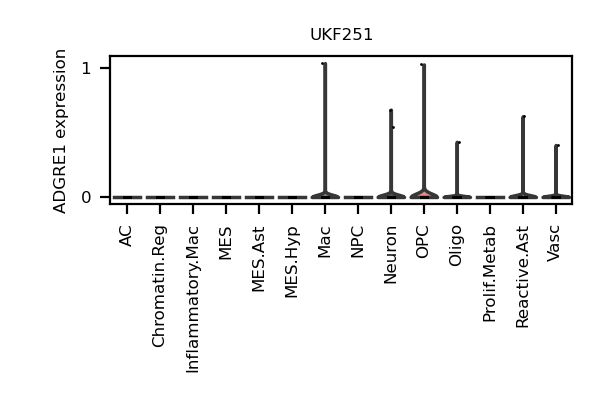 UKF251
ADGRE1 expression
1
0
AC
Chromatin.Reg
Inflammatory.Mac
MES
MES.Ast
MES.Hyp
Mac
NPC
Neuron
OPC
Oligo
Prolif.Metab
Reactive.Ast
Vasc